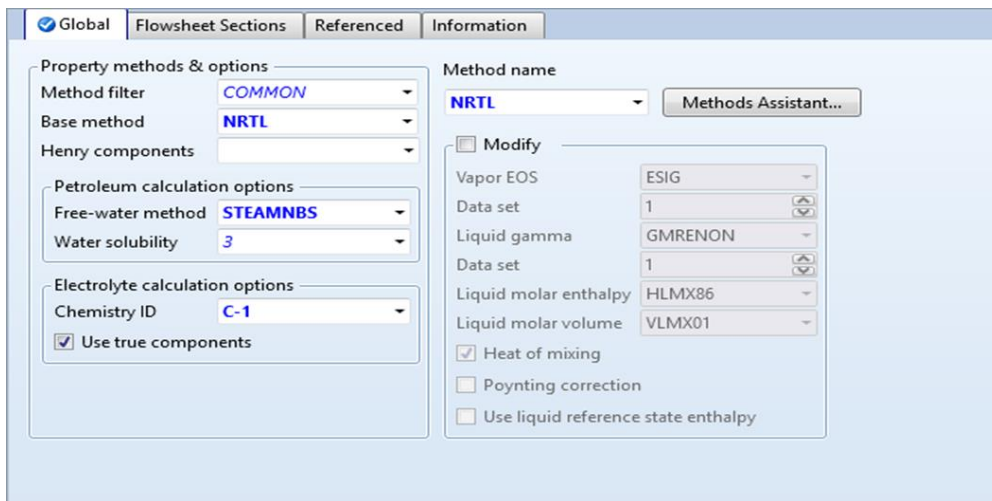 Global Flowsheet Sections Referenced Information
Property methods & options
Method filter COMMON
Base method NRTL
Henry components
Petroleum calculation options
Free-water method STEAMNBS
Water solubility 3
Electrolyte calculation options
Chemistry ID C-1
Use true components
Method name
NRTL Methods Assistant...
Modify
Vapor EOS ESIG
Data set 1
Liquid gamma GMRENON
Data set 1
Liquid molar enthalpy HLMX86
Liquid molar volume VLMX01
Heat of mixing
Poynting correction
Use liquid reference state enthalpy